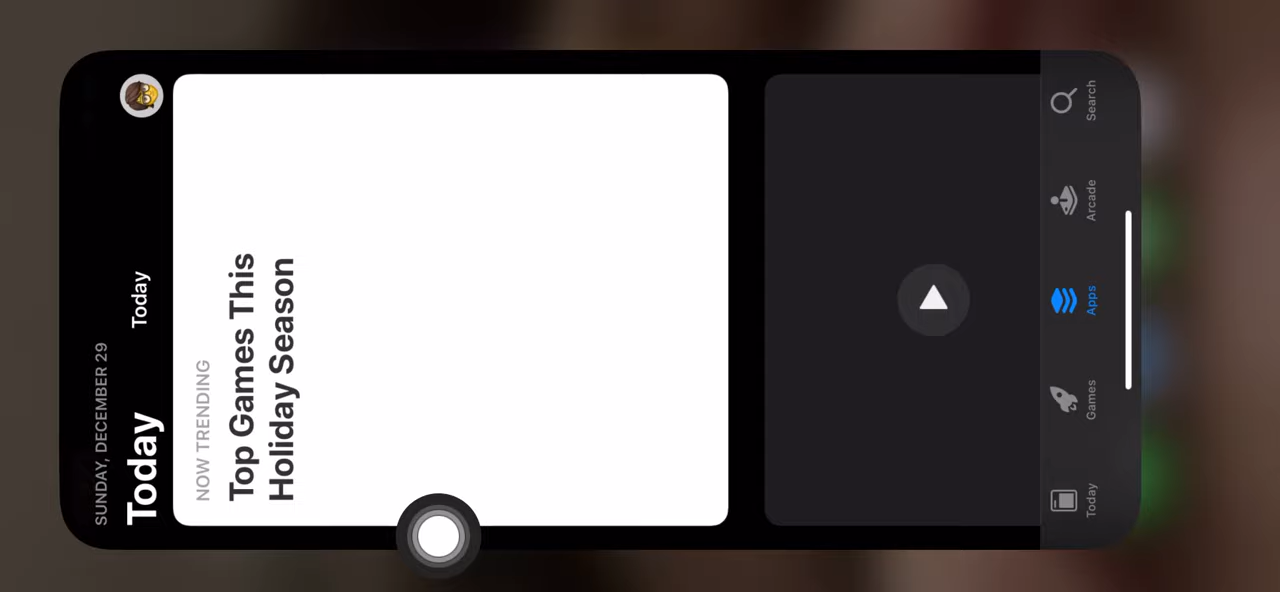 SUNDAY, DECEMBER 29
Today
Today
NOW TRENDING
Top Games This
Holiday Season
Today
Games
Apps
Arcade
Search